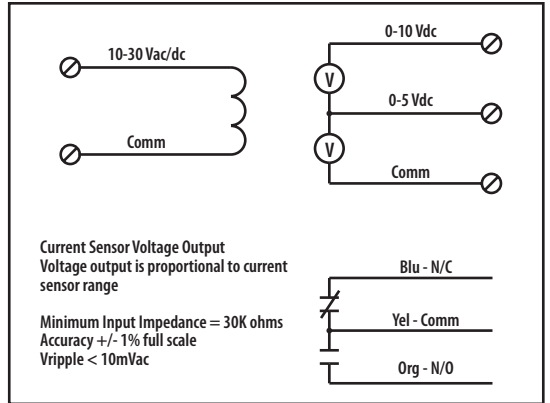 10-30 Vac/dc
Comm
0-10 Vdc
V
0-5 Vdc
V
Comm
Current Sensor Voltage Output
Voltage output is proportional to current
sensor range
Minimum Input Impedance = 30K ohms
Accuracy +/- 1% full scale
Vripple < 10mVac
Blu - N/C
Yel - Comm
Org - N/O